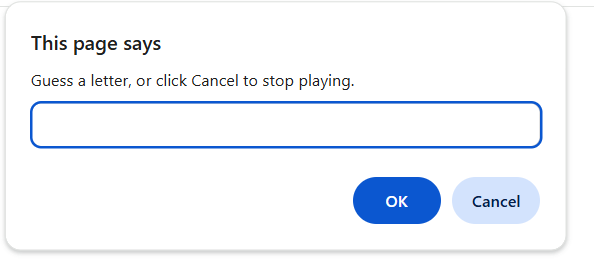 This page says
Guess a letter, or click Cancel to stop playing.
OK
Cancel